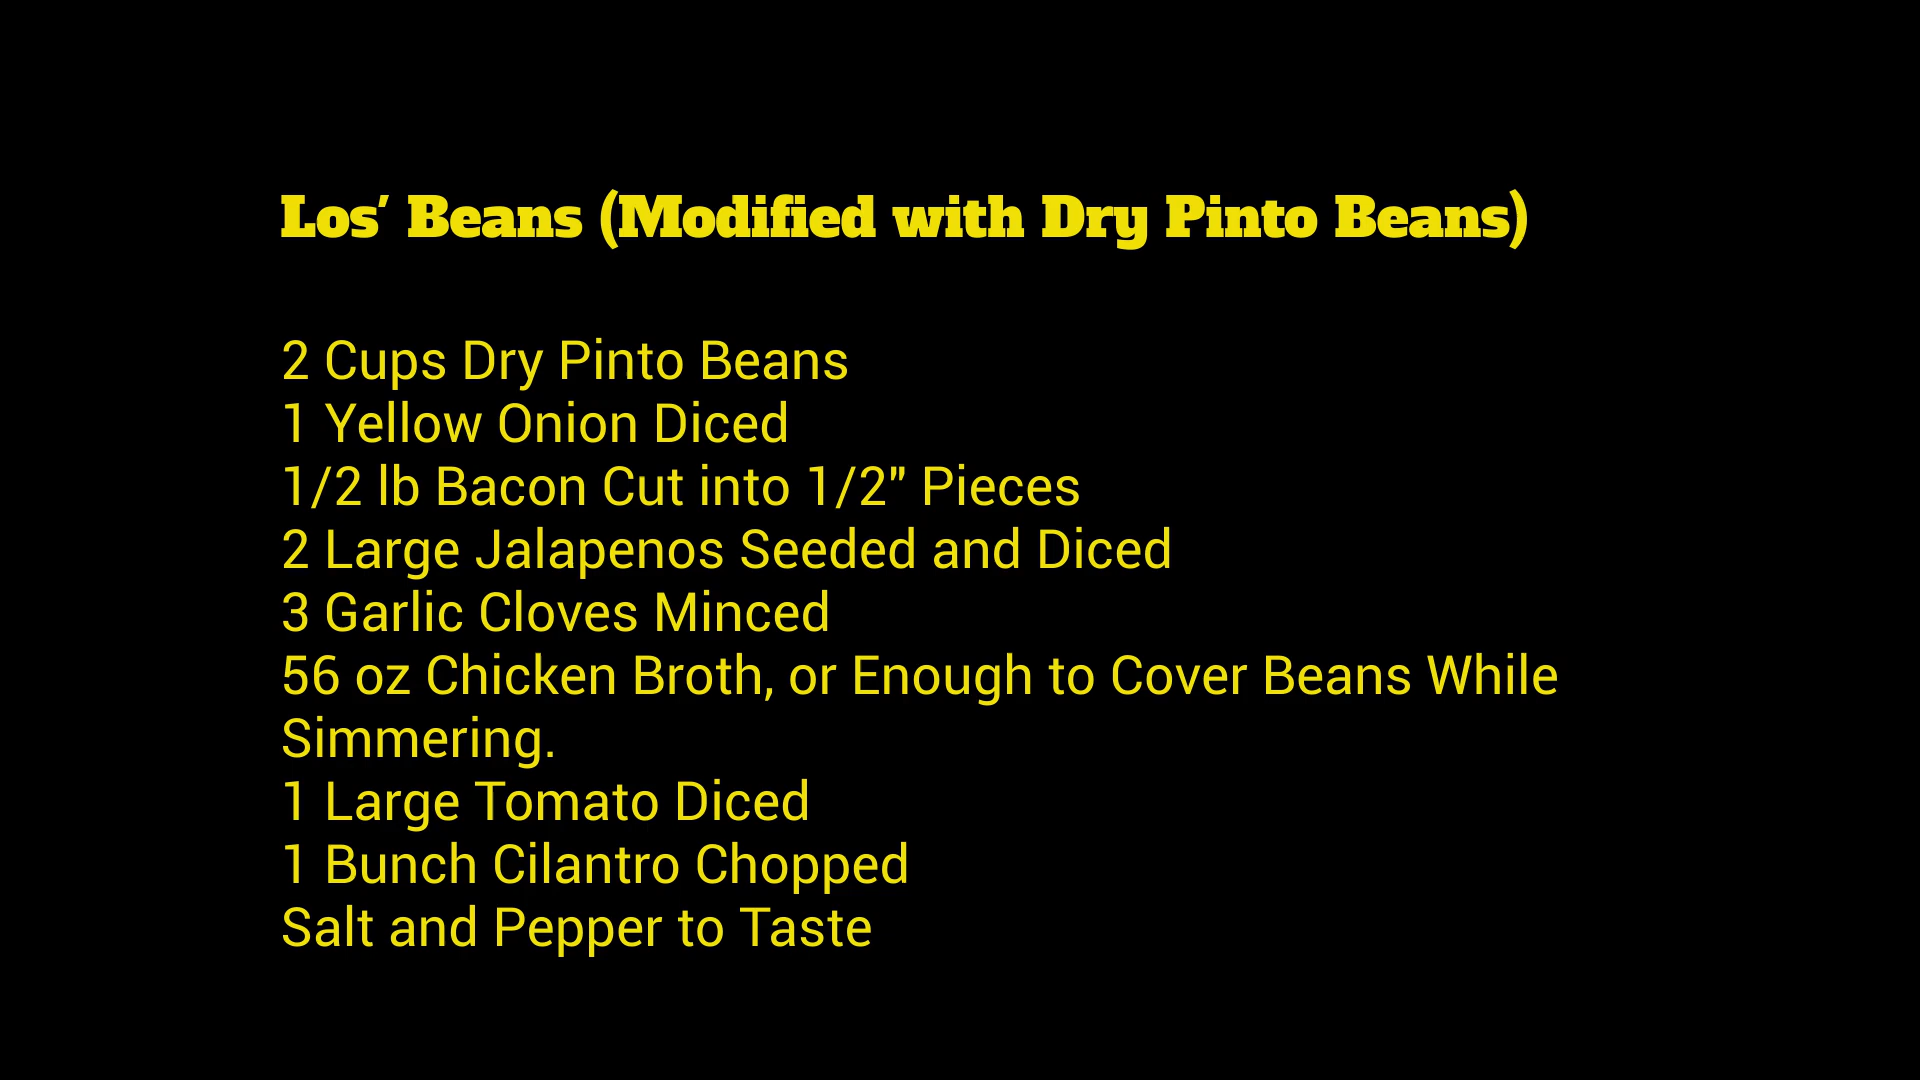 Los' Beans (Modified with Dry Pinto Beans)
2 Cups Dry Pinto Beans
1 Yellow Onion Diced
1/2 lb Bacon Cut into 1/2" Pieces
2 Large Jalapenos Seeded and Diced
3 Garlic Cloves Minced
56 oz Chicken Broth, or Enough to Cover Beans While
Simmering.
1 Large Tomato Diced
1 Bunch Cilantro Chopped
Salt and Pepper to Taste